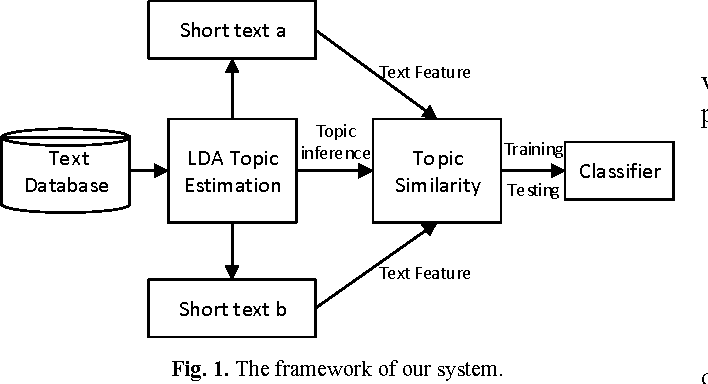 Short text a
Text Feature
Text
Database
LDA Topic
Estimation
Topic
inference
Topic
Similarity
Training
Testing
Classifier
Text Feature
Short text b
Fig. 1. The framework of our system.
v
p